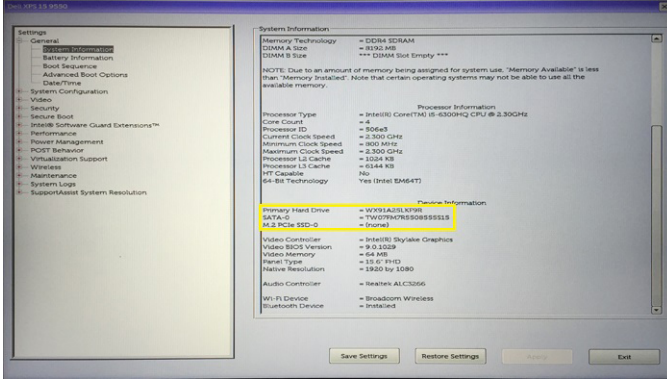 Dell XPS 15 9550
Settings
General
System Information
Battery Information
Boot Sequence
Advanced Boot Options
Date/Time
System Configuration
Video
Security
Secure Boot
Intel® Software Guard Extensions™
Performance
Power Management
POST Behavior
Virtualization Support
Wireless
Maintenance
System Logs
SupportAssist System Resolution
System Information
Memory Technology = DDR4 SDRAM
DIMM A Size = 8192 MB
DIMM B Size *** DIMM Slot Empty ***
NOTE: Due to an amount of memory being assigned for system use, "Memory Available" is less
than "Memory Installed". Note that certain operating systems may not be able to use all the
available memory.
Processor Information
Processor Type = Intel(R) Core(TM) i5-6300HQ CPU @ 2.30GHz
Core Count = 4
Processor ID = 506e3
Current Clock Speed = 2.300 GHz
Minimum Clock Speed = 800 MHz
Maximum Clock Speed = 2.300 GHz
Processor L2 Cache = 1024 KB
Processor L3 Cache = 6144 KB
HT Capable No
64-Bit Technology Yes (Intel EM64T)
Device Information
Primary Hard Drive =
SATA-0 =
M.2 PCIe SSD-0 = (none)
Video Controller = Intel(R) Skylake Graphics
Video BIOS Version = 9.0.1029
Video Memory = 64 MB
Panel Type = 15.6" FHD
Native Resolution = 1920 by 1080
Audio Controller = Realtek ALC3266
Wi-Fi Device = Broadcom Wireless
Bluetooth Device = Installed
Save Settings
Restore Settings
Apply
Exit